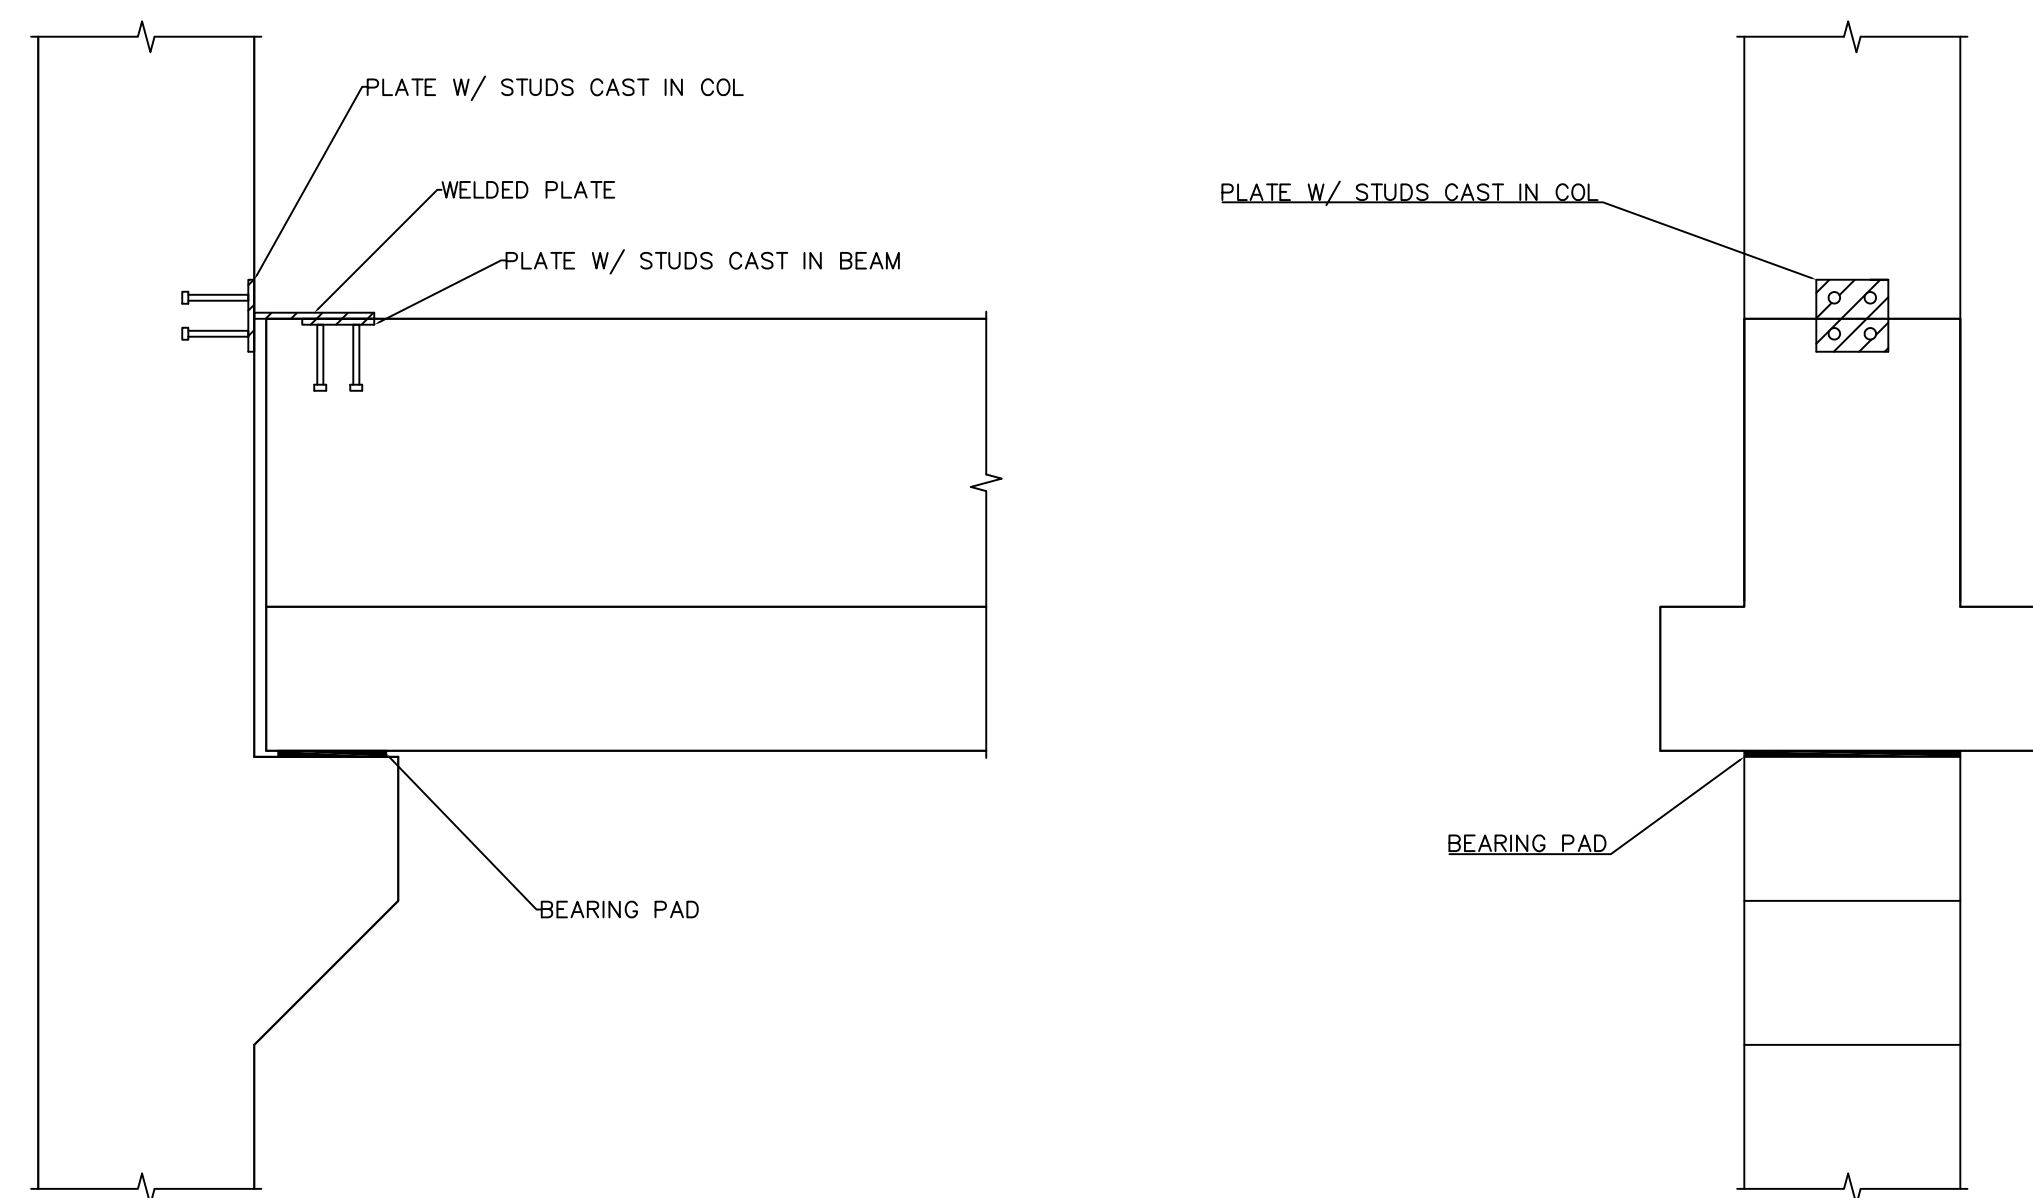 PLATE W/ STUDS CAST IN COL
WELDED PLATE
PLATE W/ STUDS CAST IN BEAM
BEARING PAD
PLATE W/ STUDS CAST IN COL
BEARING PAD